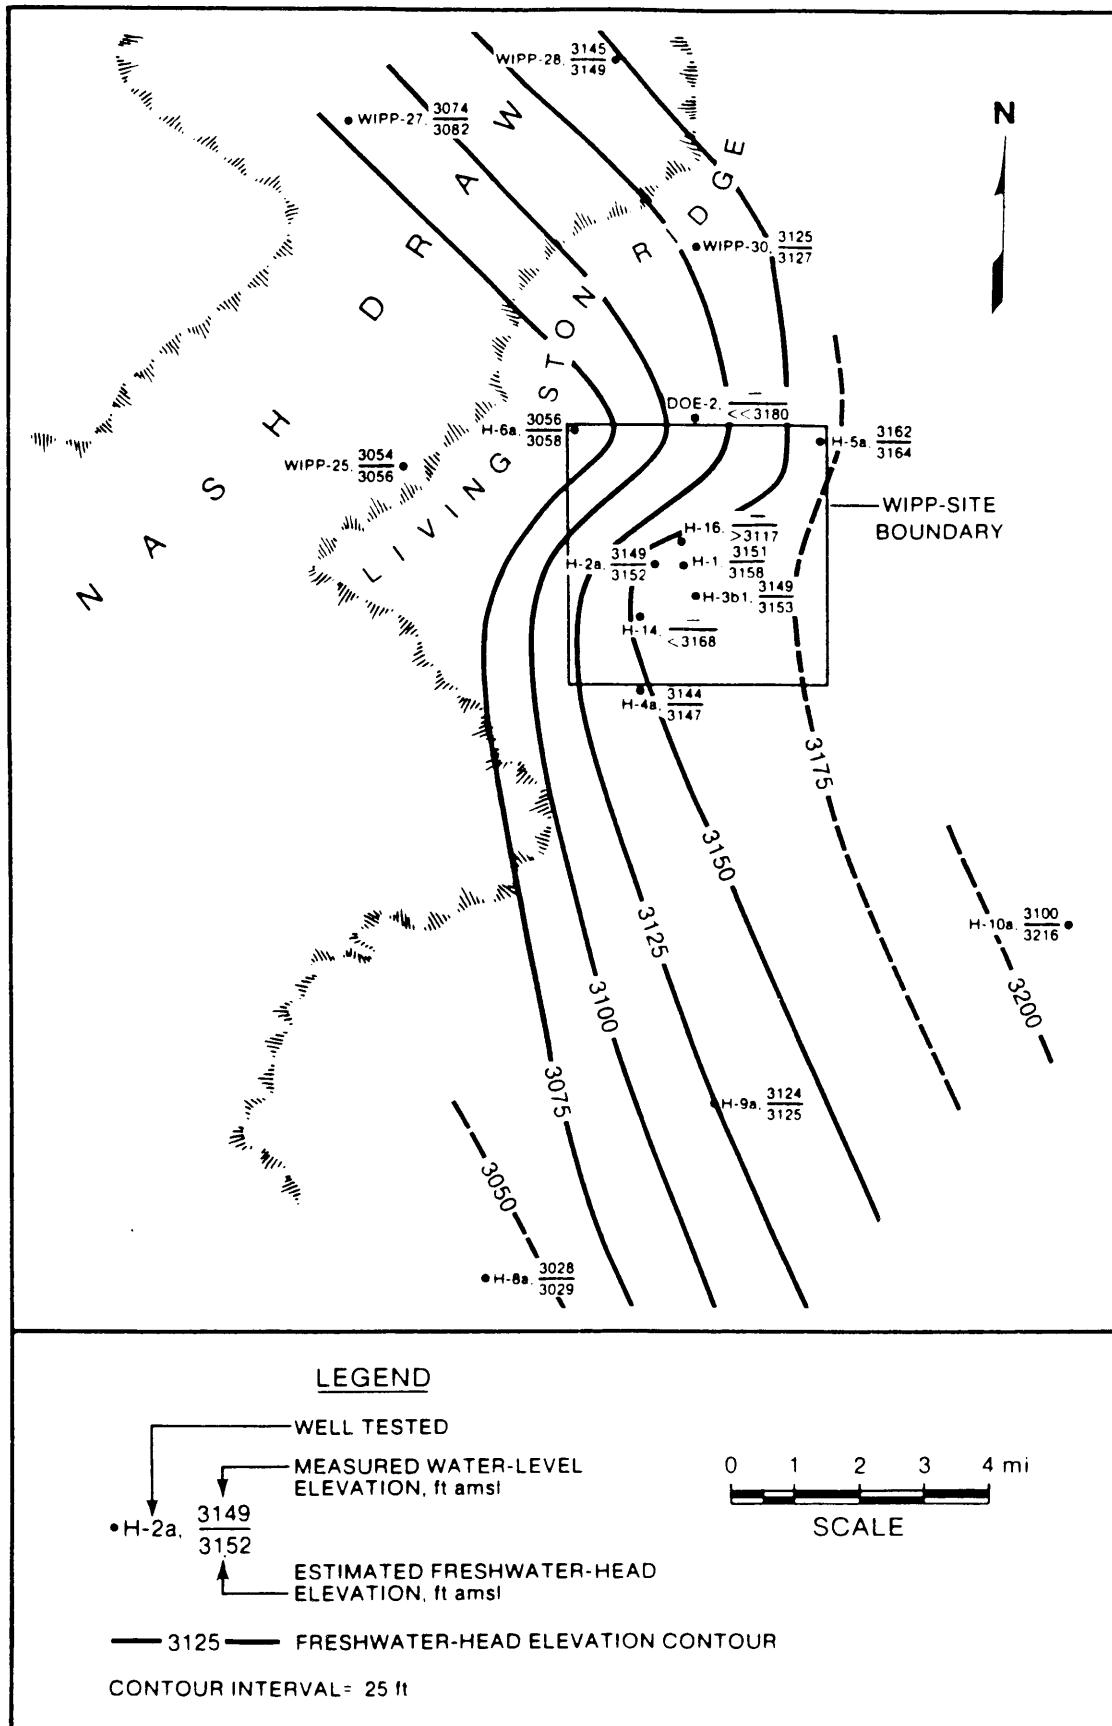 WIPP-28, 3145
3149
WIPP-27, 3074
3082
N
NASH DRAW
LIVINGSTON RDGE
WIPP-30, 3125
3127
DOE-2, —
<<3180
H-6a, 3056
3058
H-5a, 3162
3164
WIPP-25, 3054
3056
WIPP-SITE
BOUNDARY
H-16, —
>3117
H-2a, 3149
3152
H-1, 3151
3158
H-3b1, 3149
3153
H-14, —
<3168
H-4a, 3144
3147
3175
3150
3125
3100
3075
3050
3200
H-10a, 3100
3216
H-9a, 3124
3125
H-8a, 3028
3029
LEGEND
WELL TESTED
MEASURED WATER-LEVEL
ELEVATION, ft amsl
H-2a, 3149
3152
ESTIMATED FRESHWATER-HEAD
ELEVATION, ft amsl
3125 FRESHWATER-HEAD ELEVATION CONTOUR
CONTOUR INTERVAL= 25 ft
0 1 2 3 4 mi
SCALE